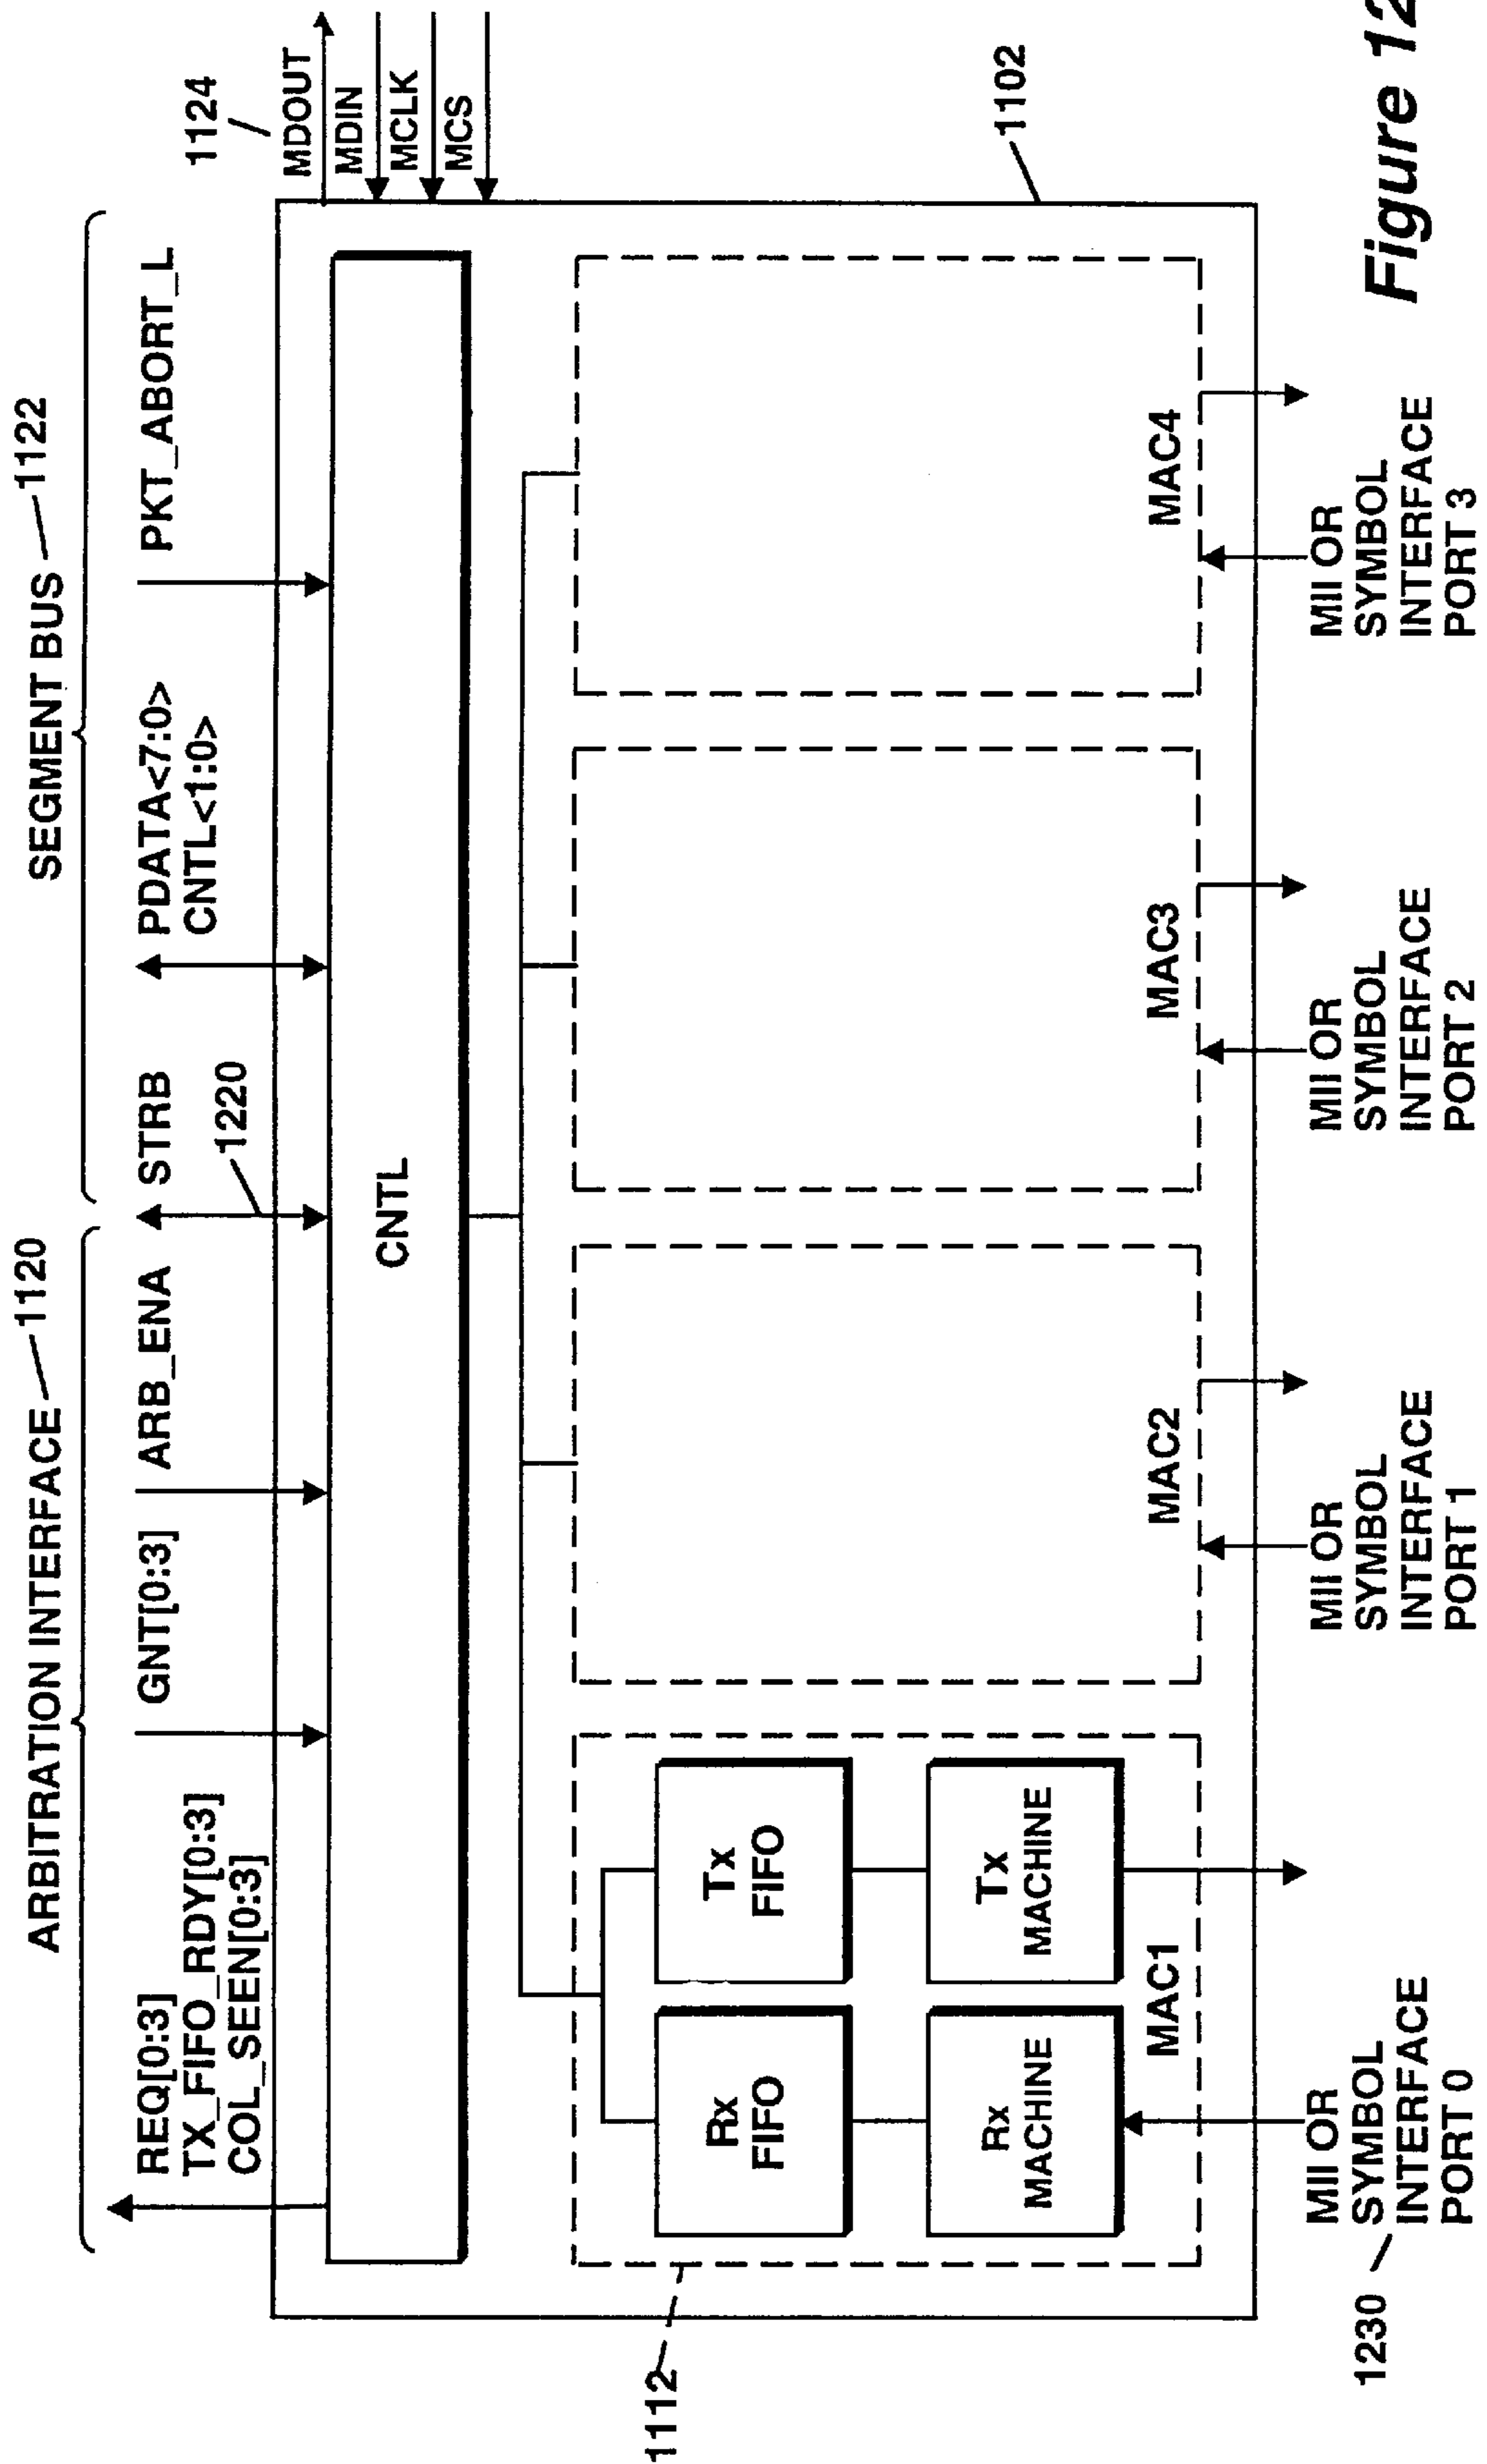 ARBITRATION INTERFACE 1120
SEGMENT BUS 1122
REQ[0:3]
TX_FIFO_RDY[0:3]
COL_SEEN[0:3]
GNT[0:3]
ARB_ENA
STRB
1220
PDATA<7:0>
CNTL<1:0>
PKT_ABORT_L
1124
MDOUT
MDIN
MCLK
MCS
CNTL
1112
Rx
FIFO
Tx
FIFO
Rx
MACHINE
Tx
MACHINE
MAC1
MAC2
MAC3
MAC4
1102
1230
MII OR
SYMBOL
INTERFACE
PORT 0
MII OR
SYMBOL
INTERFACE
PORT 1
MII OR
SYMBOL
INTERFACE
PORT 2
MII OR
SYMBOL
INTERFACE
PORT 3
Figure 12